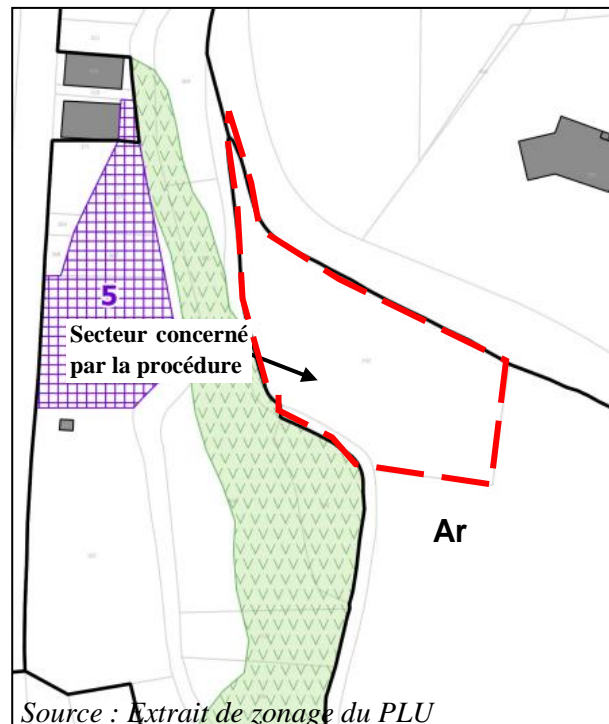 5
Secteur concerné
par la procédure
Ar
Source : Extrait de zonage du PLU